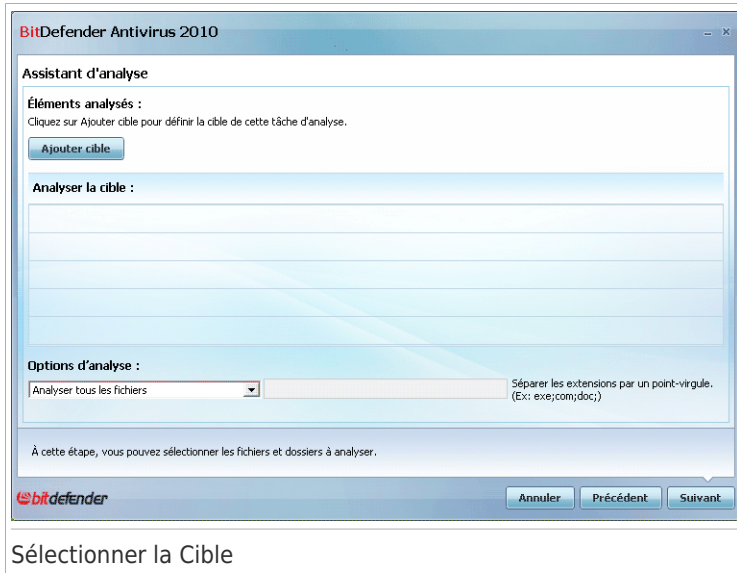 BitDefender Antivirus 2010
Assistant d'analyse
Éléments analysés :
Cliquez sur Ajouter cible pour définir la cible de cette tâche d'analyse.
Ajouter cible
Analyser la cible :
Options d'analyse :
Analyser tous les fichiers
Séparer les extensions par un point-virgule.
(Ex: exe;com;doc;)
À cette étape, vous pouvez sélectionner les fichiers et dossiers à analyser.
bitdefender
Annuler Précédent Suivant
Sélectionner la Cible